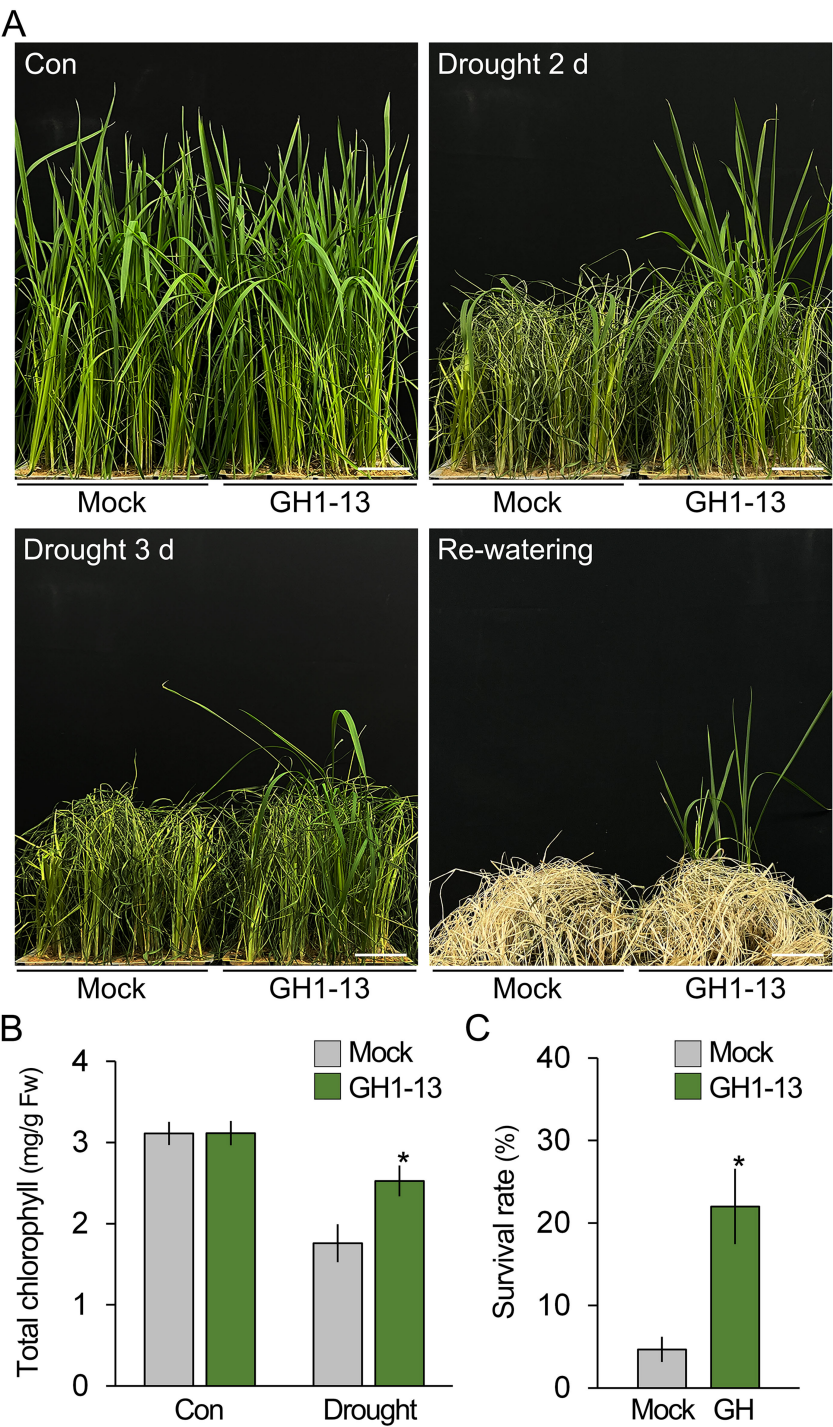 A
Con
Drought 2 d
Mock GH1-13
Mock GH1-13
Drought 3 d
Re-watering
Mock GH1-13
Mock GH1-13
B
Mock
GH1-13
Total chlorophyll (mg/g Fw)
4
3
2
1
0
*
Con Drought
C
Mock
GH1-13
Survival rate (%)
40
30
20
10
0
*
Mock GH